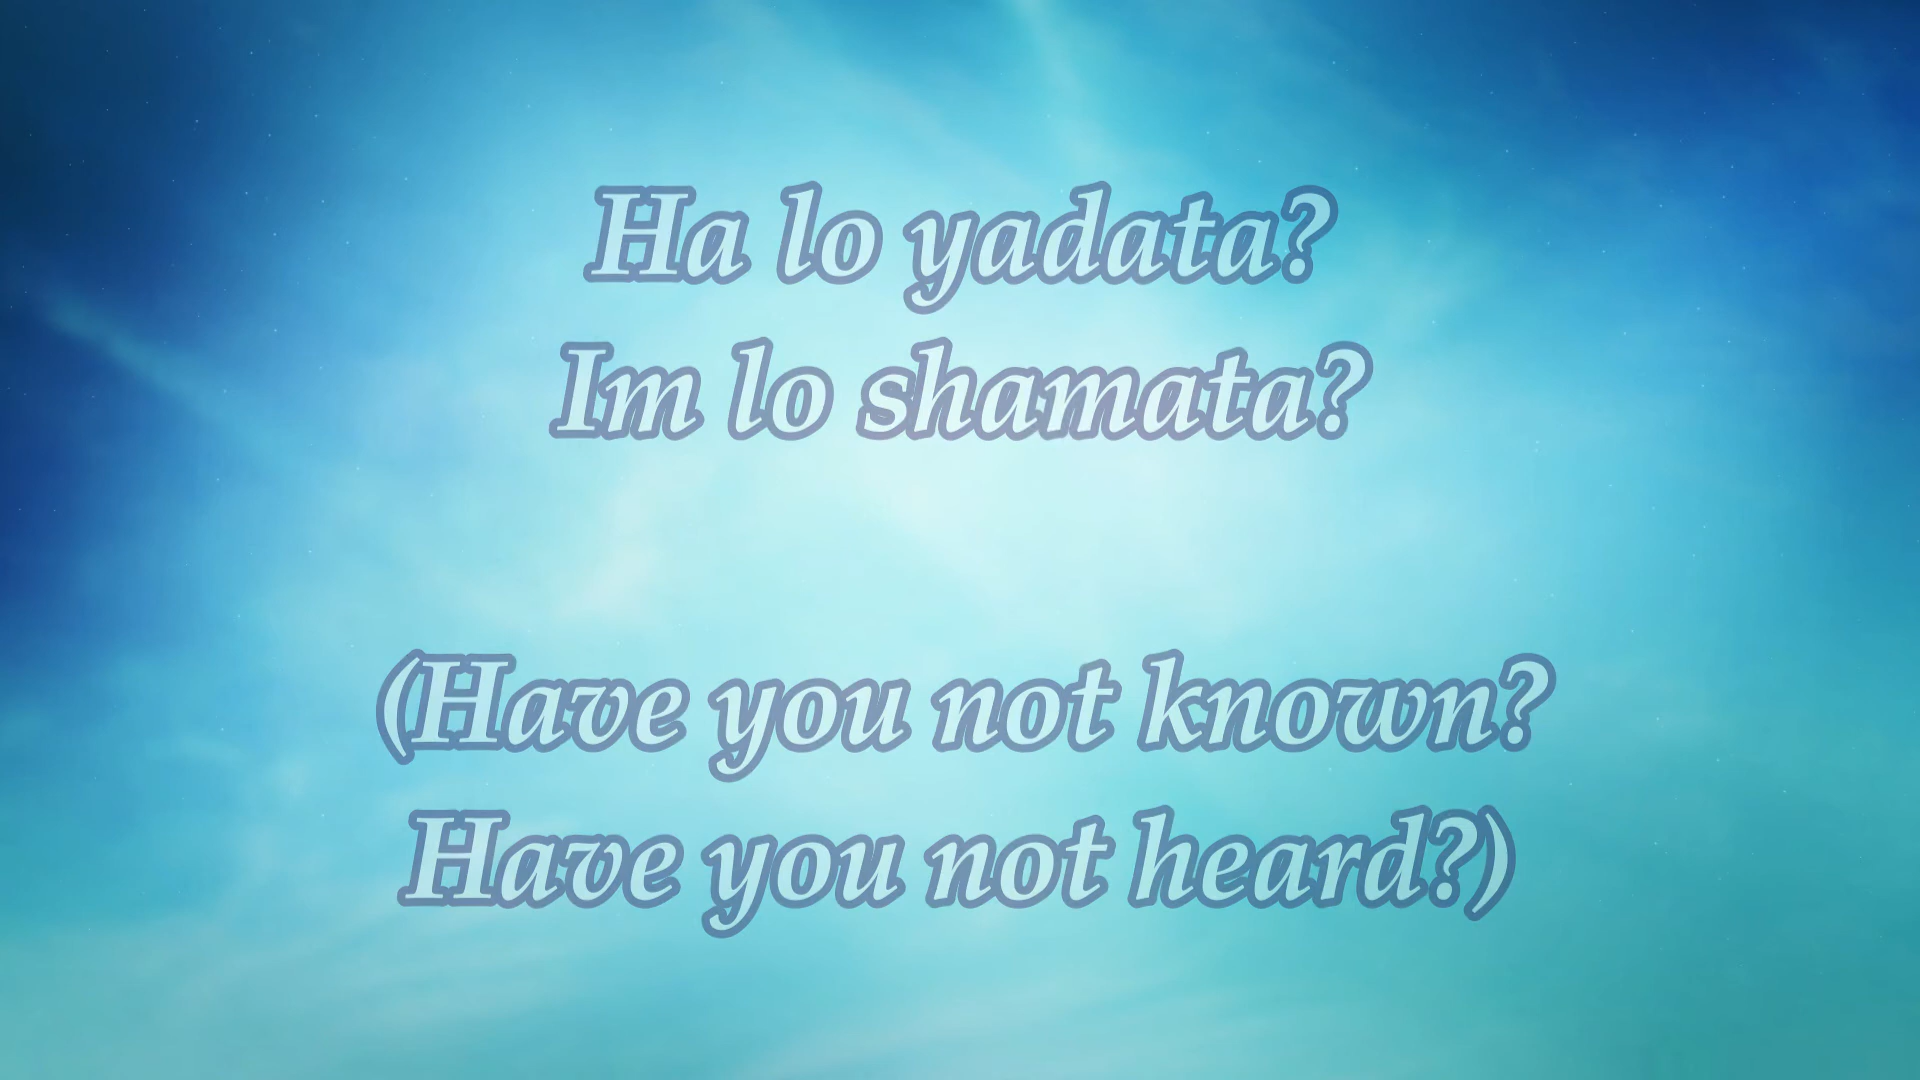 Ha lo yadata?
Im lo shamata?
(Have you not known?
Have you not heard?)